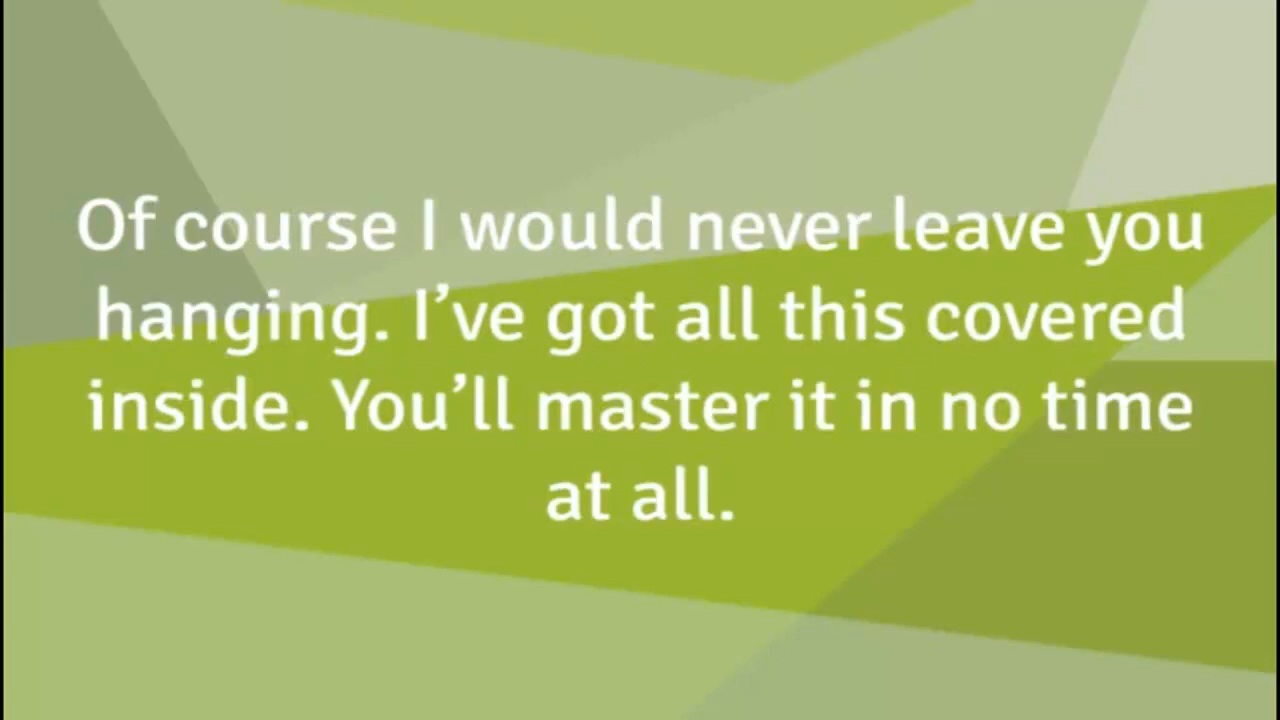 Of course I would never leave you
hanging. I’ve got all this covered
inside. You’ll master it in no time
at all.